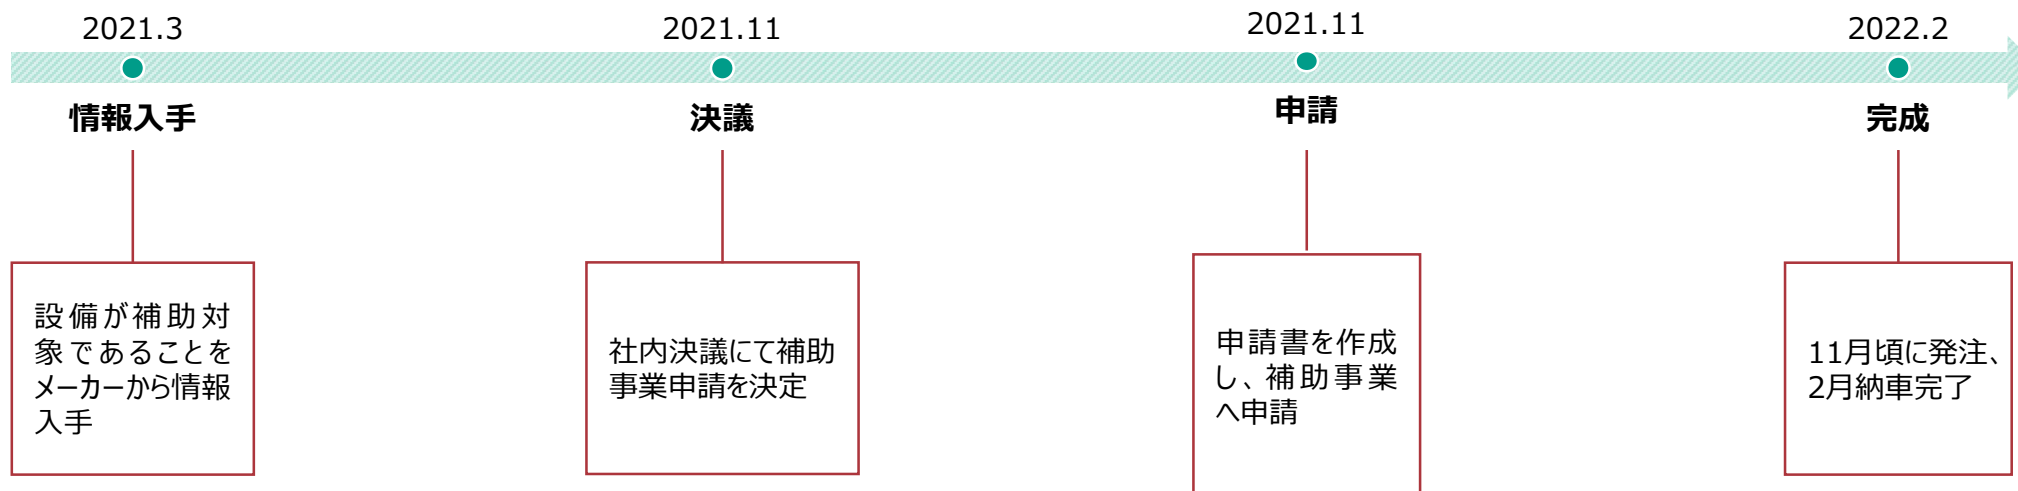 2021.3
情報入手
設備が補助対
象であることを
メーカーから情報
入手
2021.11
決議
社内決議にて補助
事業申請を決定
2021.11
申請
申請書を作成
し、補助事業
へ申請
2022.2
完成
11月頃に発注、
2月納車完了